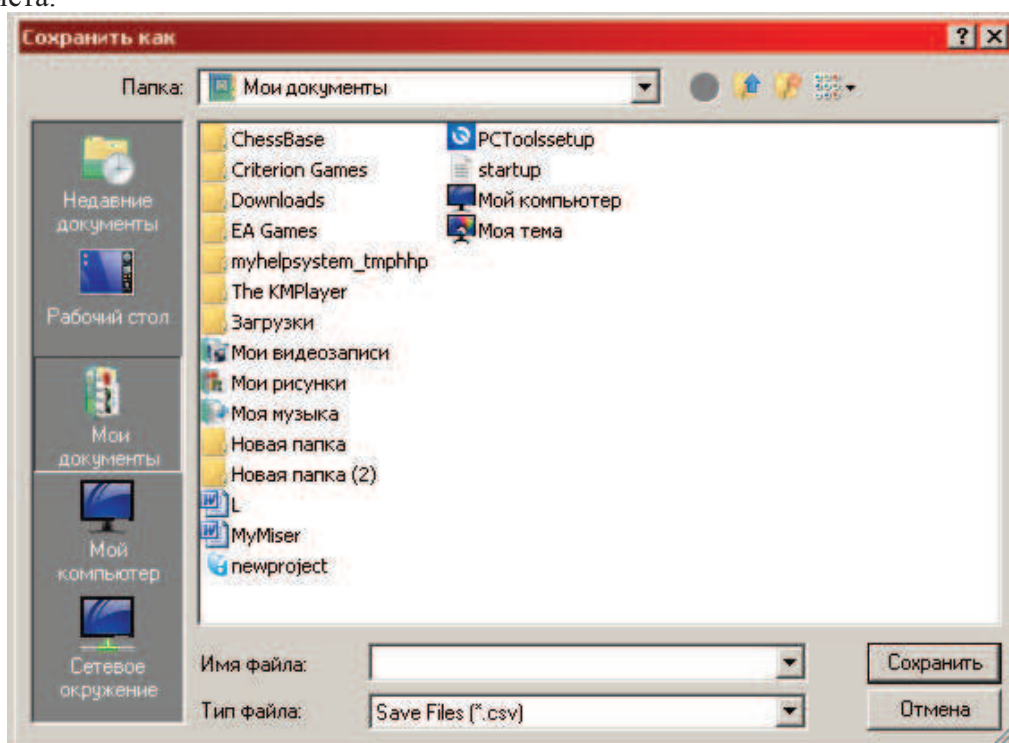 Сохранить как
Папка:
Мои документы
Недавние
документы
Рабочий стол
Мои
документы
Мой
компьютер
Сетевое
окружение
ChessBase
Criterion Games
Downloads
EA Games
myhelpsystem_tmphhp
The KMPlayer
Загрузки
Мои видеозаписи
Мои рисунки
Моя музыка
Новая папка
Новая папка (2)
L
MyMiser
newproject
PCToolssetup
startup
Мой компьютер
Моя тема
Имя файла:
Сохранить
Тип файла:
Save Files (*.csv)
Отмена